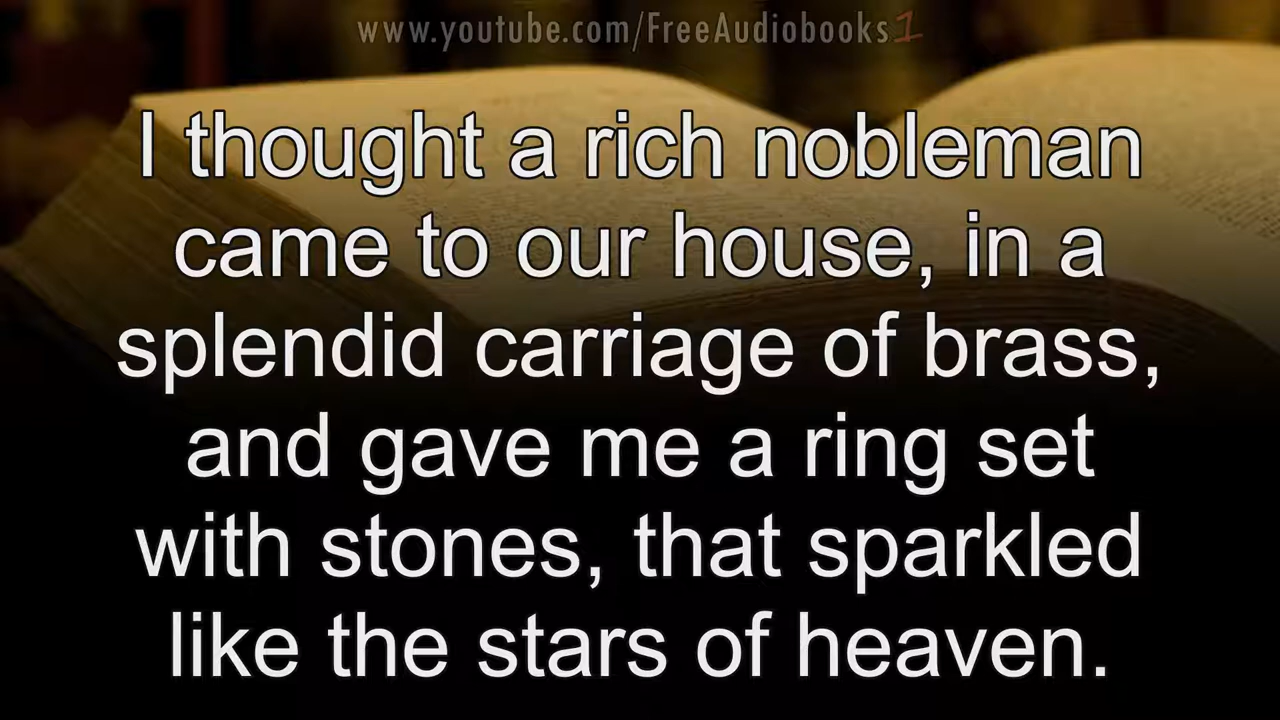 www.youtube.com/FreeAudiobooks1
I thought a rich nobleman
came to our house, in a
splendid carriage of brass,
and gave me a ring set
with stones, that sparkled
like the stars of heaven.